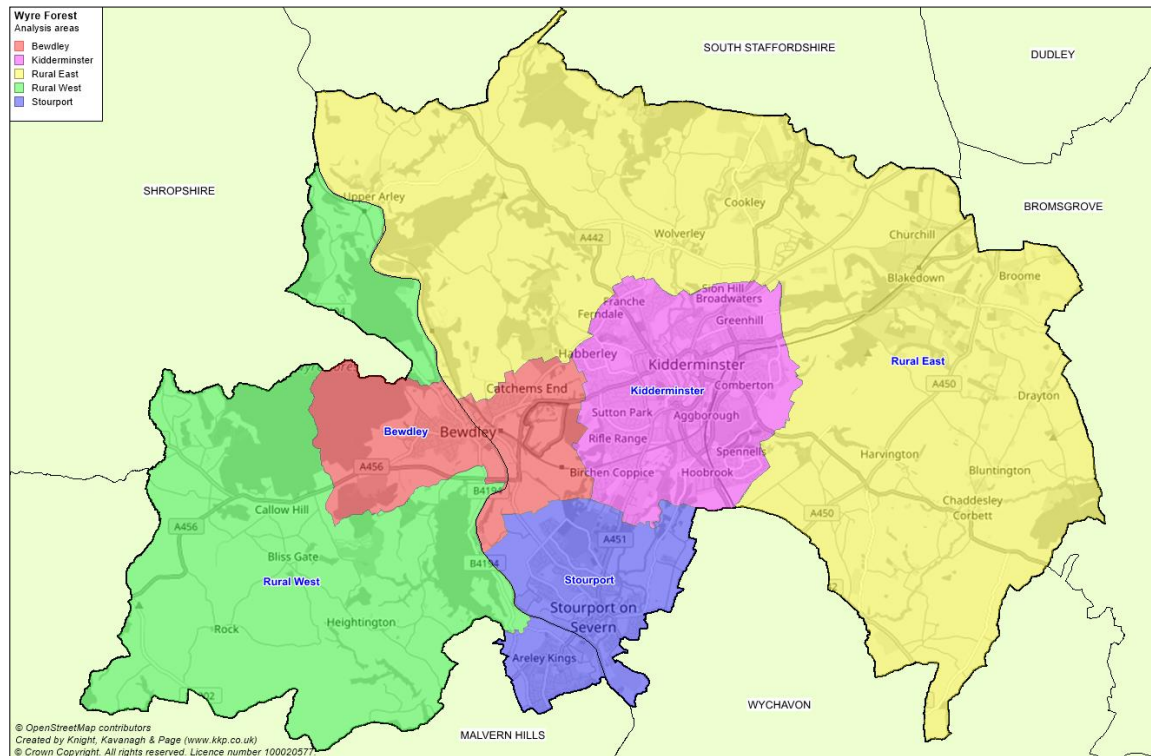 Wyre Forest
Analysis areas
Bewdley
Kidderminster
Rural East
Rural West
Stourport
SOUTH STAFFORDSHIRE
DUDLEY
SHROPSHIRE
BROMSGROVE
Upper Arley
Cookley
A442
Wolverley
Churchill
Blakedown
Broome
Sion Hill
Franche
Broadwaters
Ferndale
Greenhill
Habberley
Kidderminster
Rural East
A450
Catchems End
Kidderminster
Comberton
Drayton
Sutton Park
Aggborough
Bewdley
Bewdley
Rifle Range
Spennells
Harvington
A456
Birchen Coppice
Hoobrook
Bluntington
B4194
Callow Hill
Chaddesley
Corbett
A456
A450
A451
Bliss Gate
B4194
Rural West
Stourport
Stourport on
Severn
Rock
Heightington
Areley Kings
WYCHAVON
MALVERN HILLS
© OpenStreetMap contributors
Created by Knight, Kavanagh & Page (www.kkp.co.uk)
© Crown Copyright. All rights reserved. Licence number 100020577